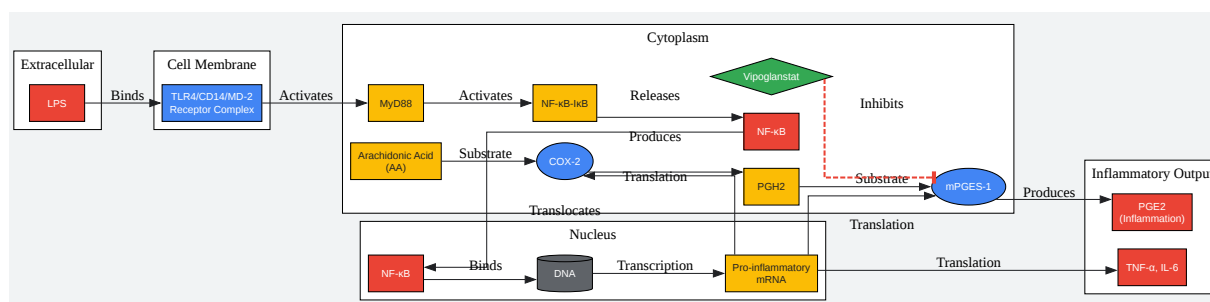 Cytoplasm
Extracellular
Cell Membrane
LPS
Binds
TLR4/CD14/MD-2
Receptor Complex
Activates
MyD88
Activates
NF-κB-IκB
Releases
Vipoglanstat
Inhibits
NF-κB
Produces
Arachidonic Acid
(AA)
Substrate
COX-2
Translation
PGH2
Substrate
mPGES-1
Produces
Inflammatory Output
PGE2
(Inflammation)
Translocates
Translation
Nucleus
NF-κB
Binds
DNA
Transcription
Pro-inflammatory
mRNA
Translation
TNF-α, IL-6